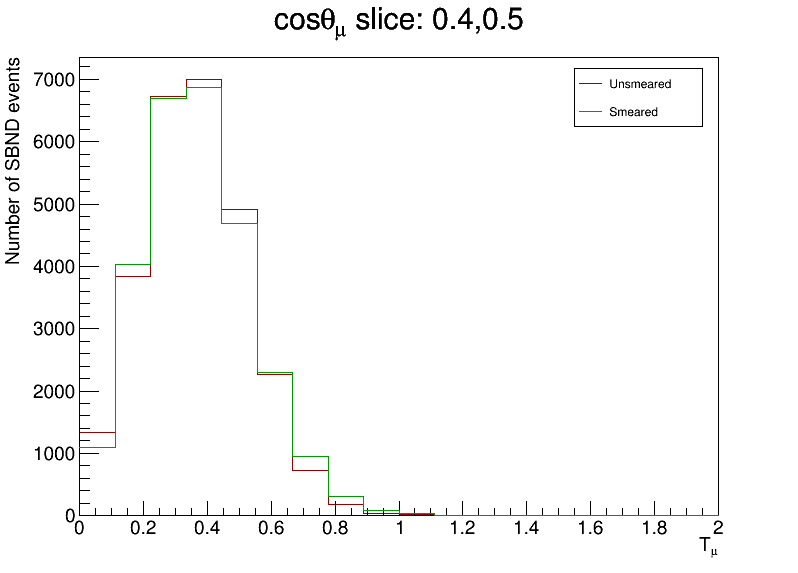 cosθμ slice: 0.4,0.5
Number of SBND events
Unsmeared
Smeared
7000
6000
5000
4000
3000
2000
1000
0
0 0.2 0.4 0.6 0.8 1 1.2 1.4 1.6 1.8 2
Tμ